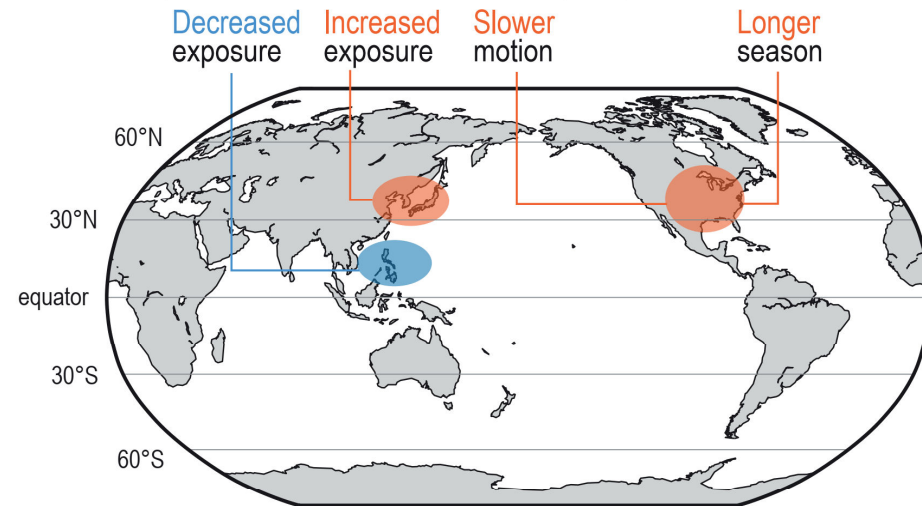 Decreased
exposure
Increased
exposure
Slower
motion
Longer
season
60°N
30°N
equator
30°S
60°S